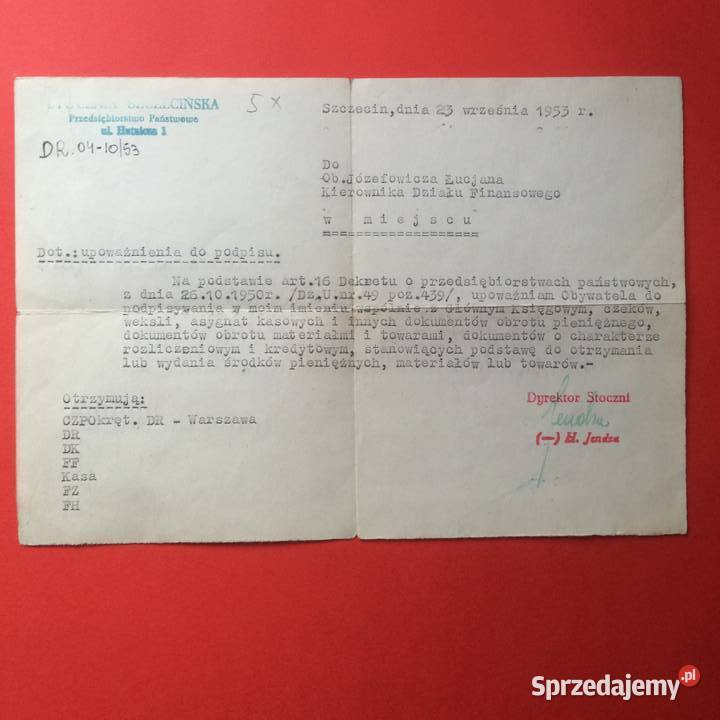 STOCZNIA SZCZECIŃSKA
Przedsiębiorstwo Państwowe
ul. Hutnicza 1
DR. 04-10/53
5 x
Szczecin, dnia 23 września 1953 r.
Do
Ob. Józefowicza Łucjana
Kierownika Działu Finansowego
w miejscu
Dot.: upoważnienia do podpisu.
Na podstawie art.16 Dekretu o przedsiębiorstwach państwowych,
z dnia 26.10.1950r. /Dz.U.nr.49 poz.439/, upoważniam Obywatela do
podpisywania w moim imieniu wspólnie z Głównym Księgowym, czeków,
weksli, asygnat kasowych i innych dokumentów obrotu pieniężnego,
dokumentów obrotu materiałmi i towarami, dokumentów o charakterze
rozliczeniowym i kredytowym, stanowiących podstawę do otrzymania
lub wydania środków pieniężnych, materiałów lub towarów.-
Otrzymują:
CZPOkręt. DR - Warszawa
DR
DK
FF
Kasa
FZ
FH
Dyrektor Stoczni
Jendza
(—) H. Jendza
Sprzedajemy.pl